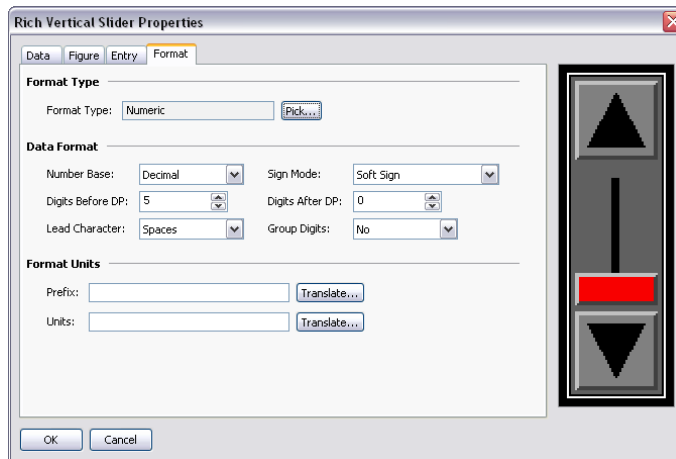 Rich Vertical Slider Properties
Data Figure Entry Format
Format Type
Format Type: Numeric Pick...
Data Format
Number Base: Decimal Sign Mode: Soft Sign
Digits Before DP: 5 Digits After DP: 0
Lead Character: Spaces Group Digits: No
Format Units
Prefix: Translate...
Units: Translate...
OK Cancel